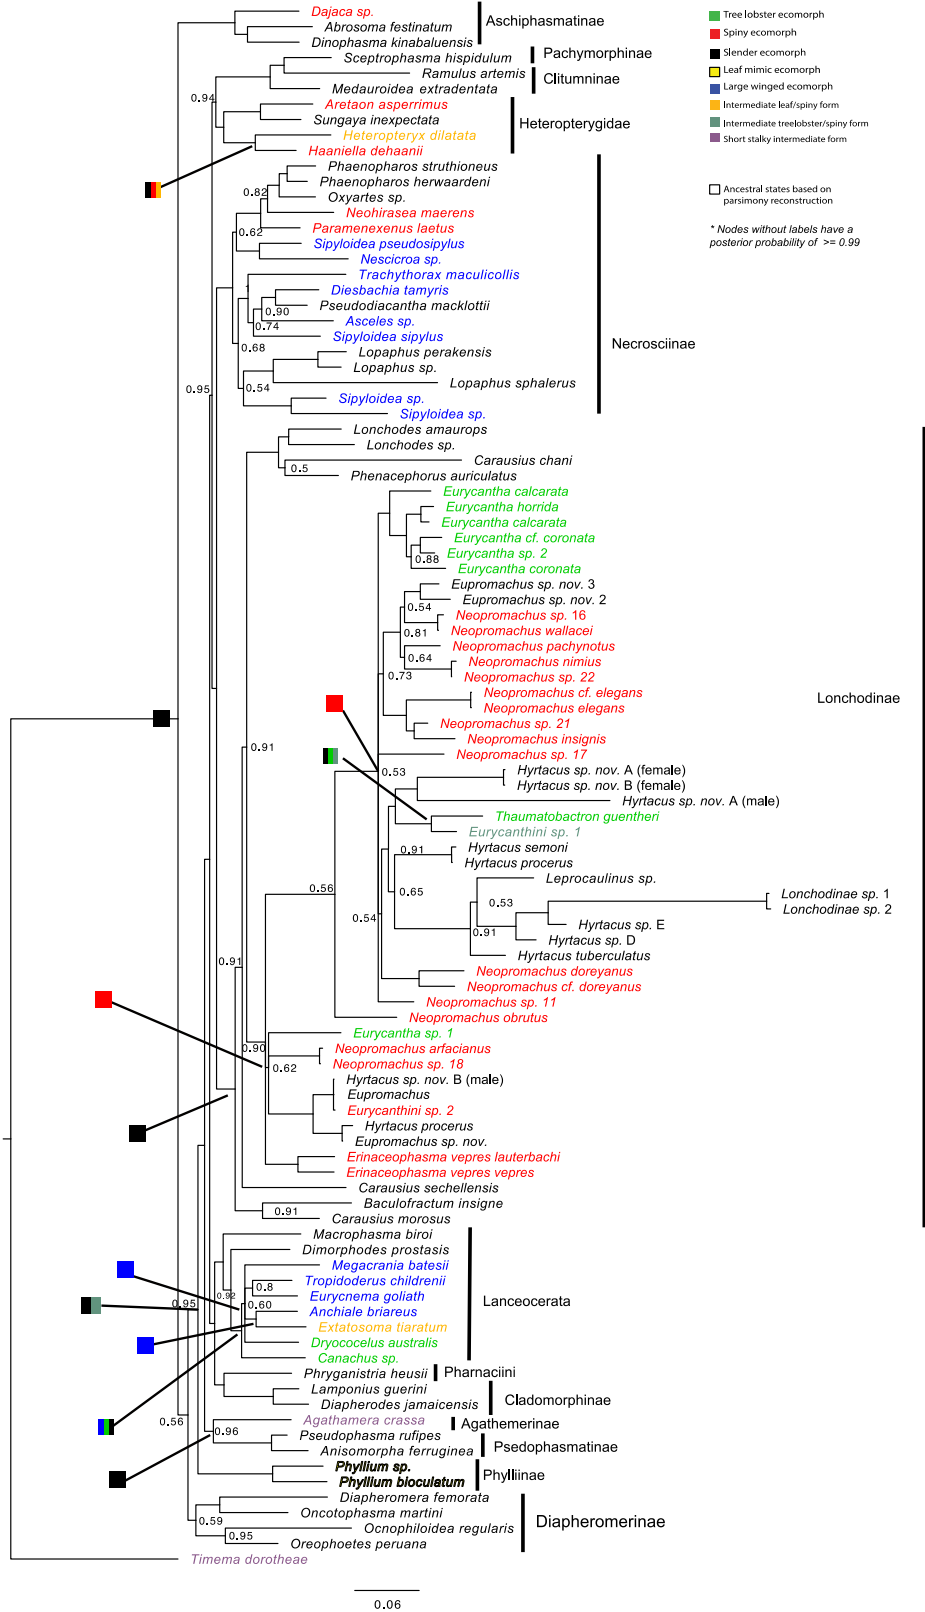 Dajaca sp.
Abrosoma festinatum
Dinophasma kinabaluensis
Aschiphasmatinae
Sceptrophasma hispidulum
Pachymorphinae
Ramulus artemis
Medauroidea extradentata
Clitumninae
0.94
Aretaon asperrimus
Sungaya inexpectata
Heteropteryx dilatata
Haaniella dehaanii
Heteropterygidae
Phaenopharos struthioneus
Phaenopharos herwaardeni
0.82
Oxyartes sp.
Neohirasea maerens
Paramenexenus laetus
0.62
Sipyloidea pseudosipylus
Nescicroa sp.
Trachythorax maculicollis
1
Diesbachia tamyris
Pseudodiacantha macklottii
0.90
Asceles sp.
0.74
Sipyloidea sipylus
0.68
Necrosciinae
Lopaphus perakensis
Lopaphus sp.
Lopaphus sphalerus
0.95
0.54
Sipyloidea sp.
Sipyloidea sp.
Lonchodes amaurops
Lonchodes sp.
Carausius chani
0.5
Phenacephorus auriculatus
Eurycantha calcarata
Eurycantha horrida
Eurycantha calcarata
Eurycantha cf. coronata
Eurycantha sp. 2
0.88
Eurycantha coronata
Eupromachus sp. nov. 3
Eupromachus sp. nov. 2
0.54
Neopromachus sp. 16
Neopromachus wallacei
0.81
Neopromachus pachynotus
0.64
Neopromachus nimius
0.73
Neopromachus sp. 22
Neopromachus cf. elegans
Neopromachus elegans
Lonchodinae
Neopromachus sp. 21
Neopromachus insignis
0.91
Neopromachus sp. 17
0.53
Hyrtacus sp. nov. A (female)
Hyrtacus sp. nov. B (female)
Hyrtacus sp. nov. A (male)
Thaumatobactron guentheri
Eurycanthini sp. 1
0.91
Hyrtacus semoni
Hyrtacus procerus
Leprocaulinus sp.
0.56
0.65
Lonchodinae sp. 1
0.53
Lonchodinae sp. 2
0.54
Hyrtacus sp. E
0.91
Hyrtacus sp. D
Hyrtacus tuberculatus
0.91
Neopromachus doreyanus
Neopromachus cf. doreyanus
Neopromachus sp. 11
Neopromachus obrutus
Eurycantha sp. 1
0.90
Neopromachus arfacianus
0.62
Neopromachus sp. 18
Hyrtacus sp. nov. B (male)
Eupromachus
Eurycanthini sp. 2
Hyrtacus procerus
Eupromachus sp. nov.
Erinaceophasma vepres lauterbachi
Erinaceophasma vepres vepres
Carausius sechellensis
Baculofractum insigne
0.91
Carausius morosus
Macrophasma biroi
Dimorphodes prostasis
Megacrania batesii
Tropidoderus childrenii
0.8
0.92
Eurycnema goliath
0.95
0.60
Anchiale briareus
Lanceocerata
Extatosoma tiaratum
Dryococelus australis
Canachus sp.
Phryganistria heusii
Pharnaciini
Lamponius guerini
Diapherodes jamaicensis
Cladomorphinae
0.56
Agathamera crassa
Agathemerinae
0.96
Pseudophasma rufipes
Anisomorpha ferruginea
Psedophasmatinae
Phyllium sp.
Phyllium bioculatum
Phylliinae
Diapheromera femorata
Oncotophasma martini
0.59
Ocnophiloidea regularis
0.95
Oreophoetes peruana
Diapheromerinae
Timema dorotheae
0.06
Tree lobster ecomorph
Spiny ecomorph
Slender ecomorph
Leaf mimic ecomorph
Large winged ecomorph
Intermediate leaf/spiny form
Intermediate treelobster/spiny form
Short stalky intermediate form
Ancestral states based on
parsimony reconstruction
* Nodes without labels have a
posterior probability of >= 0.99